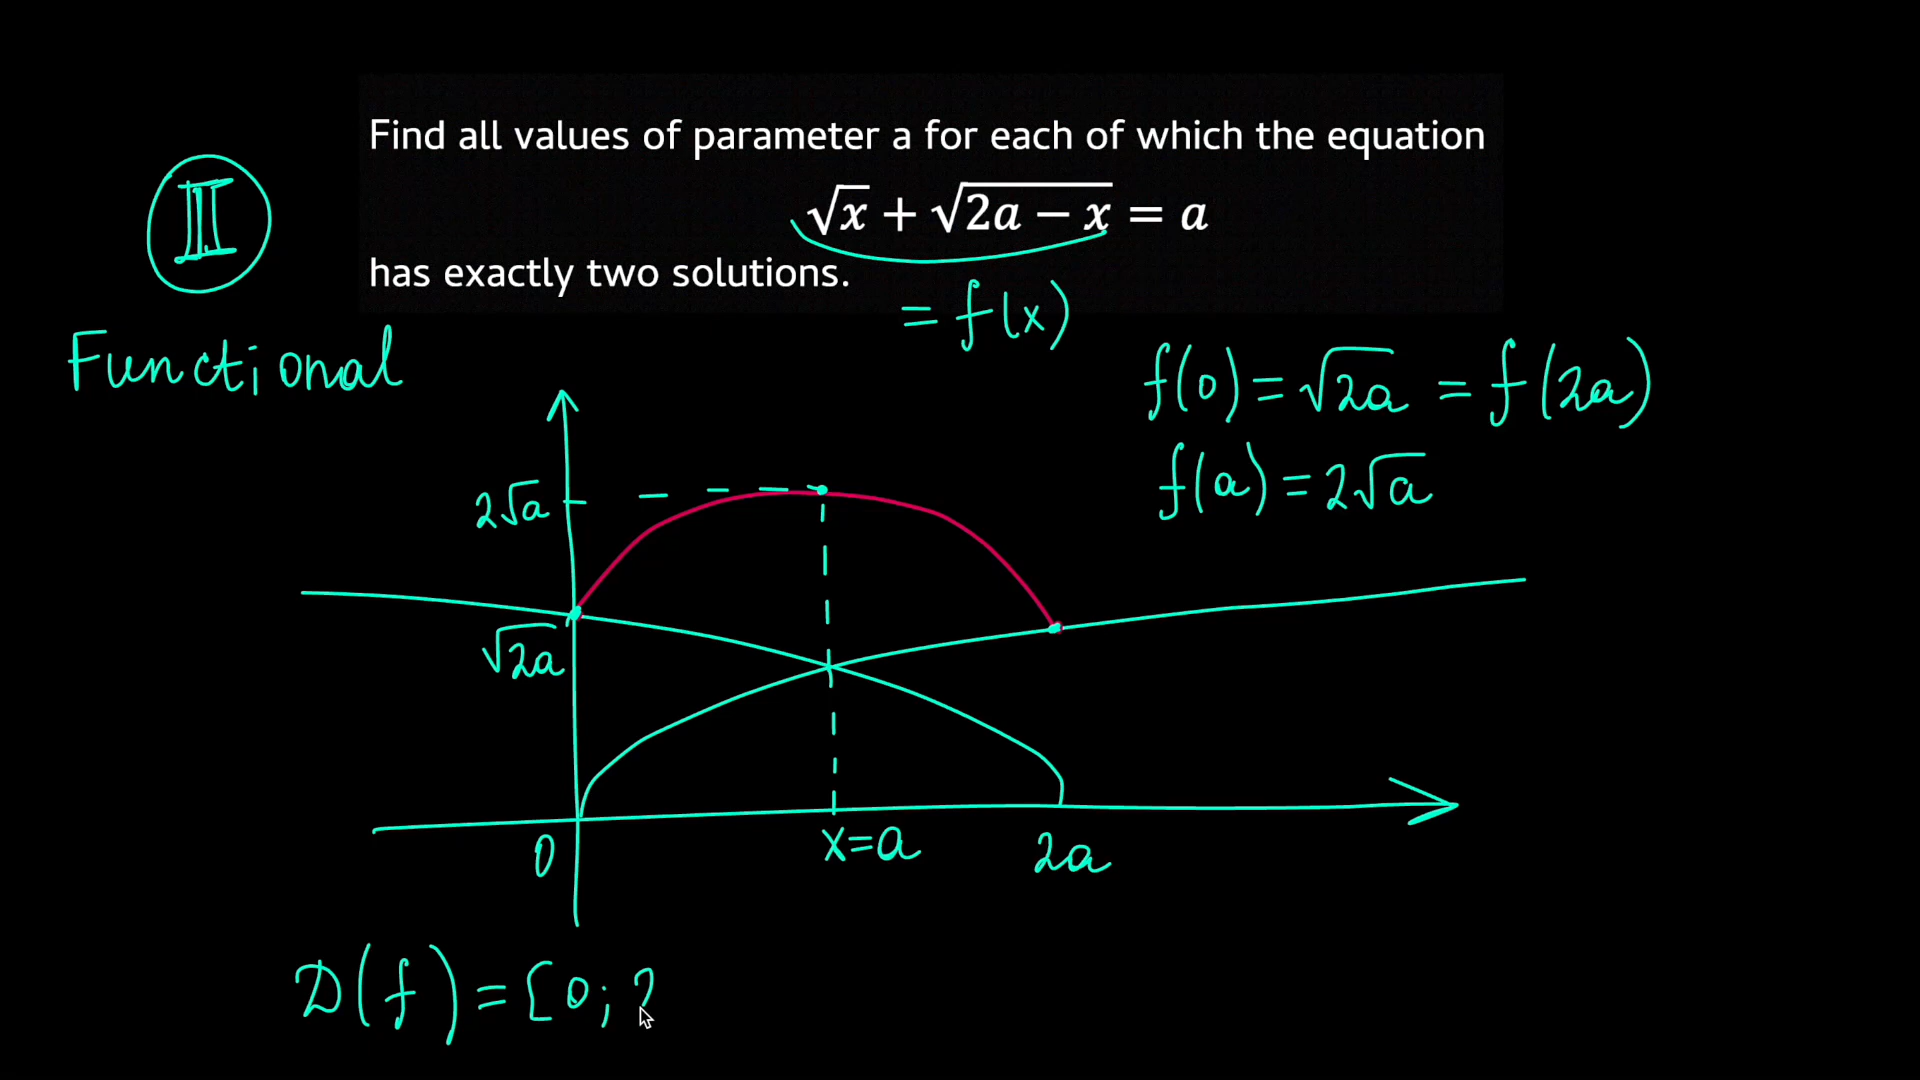 Find all values of parameter a for each of which the equation
√x + √(2a − x) = a
has exactly two solutions.
= f(x)
II
Functional
f(0) = √2a = f(2a)
f(a) = 2√a
2√a
√2a
0
x=a
2a
D(f) = [0; 2